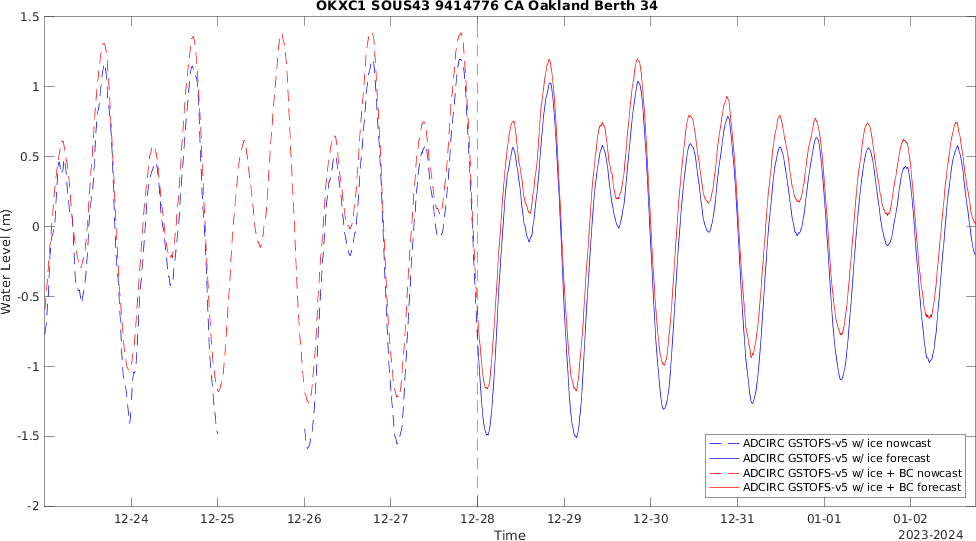 OKXC1 SOUS43 9414776 CA Oakland Berth 34
1.5
1
0.5
0
-0.5
-1
-1.5
-2
Water Level (m)
ADCIRC GSTOFS-v5 w/ ice nowcast
ADCIRC GSTOFS-v5 w/ ice forecast
ADCIRC GSTOFS-v5 w/ ice + BC nowcast
ADCIRC GSTOFS-v5 w/ ice + BC forecast
12-24 12-25 12-26 12-27 12-28 12-29 12-30 12-31 01-01 01-02
Time
2023-2024